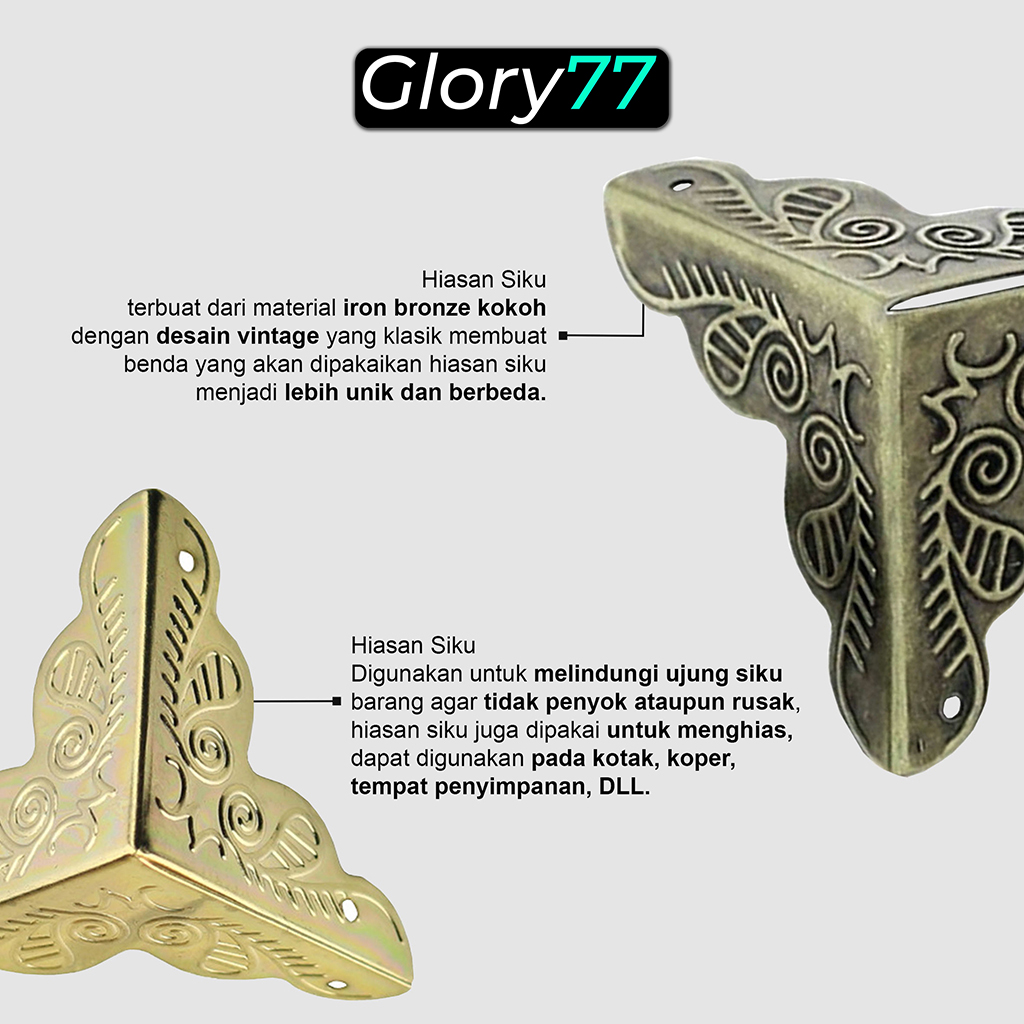 Glory77
Hiasan Siku
terbuat dari material iron bronze kokoh
dengan desain vintage yang klasik membuat
benda yang akan dipakaikan hiasan siku
menjadi lebih unik dan berbeda.
Hiasan Siku
Digunakan untuk melindungi ujung siku
barang agar tidak penyok ataupun rusak,
hiasan siku juga dipakai untuk menghias,
dapat digunakan pada kotak, koper,
tempat penyimpanan, DLL.